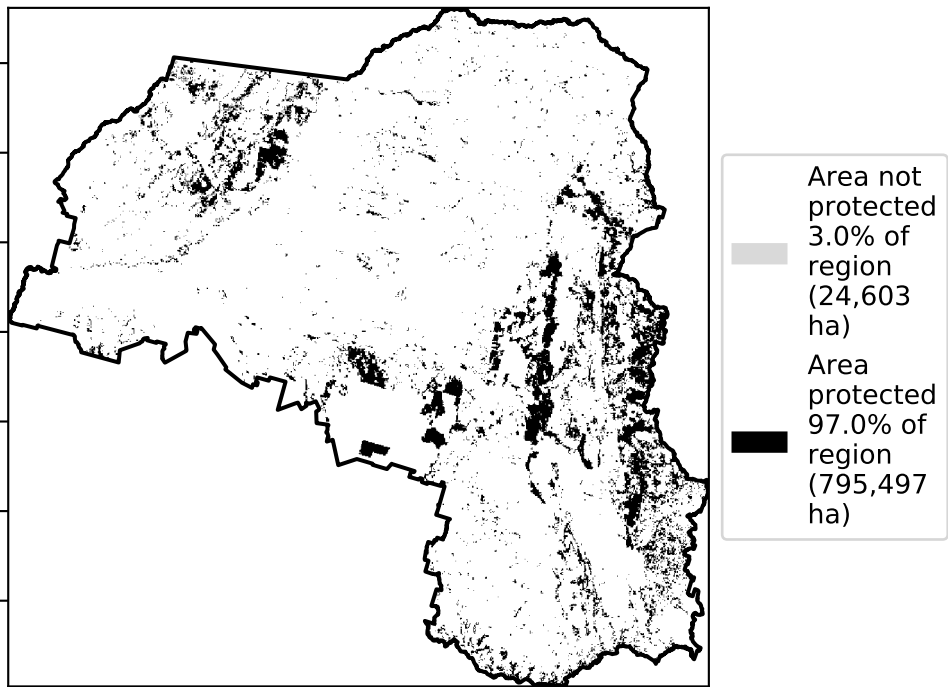 Area not
protected
3.0% of
region
(24,603
ha)
Area
protected
97.0% of
region
(795,497
ha)